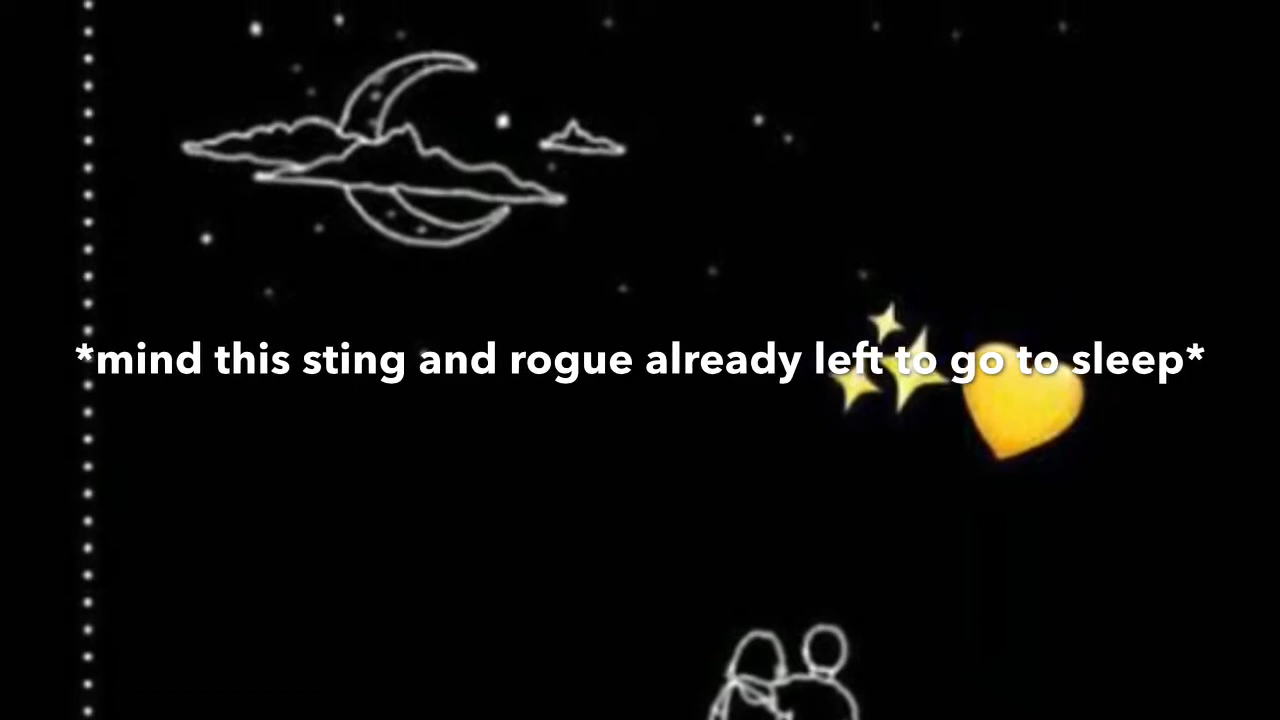 *mind this sting and rogue already left to go to sleep*